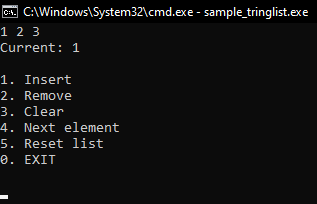 C:\Windows\System32\cmd.exe - sample_tringlist.exe
1 2 3
Current: 1
1. Insert
2. Remove
3. Clear
4. Next element
5. Reset list
0. EXIT